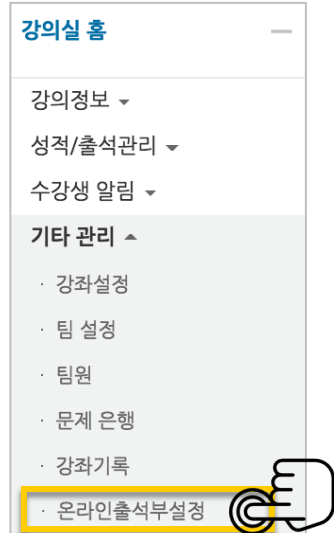 강의실 홈
강의정보
성적/출석관리
수강생 알림
기타 관리
· 강좌설정
· 팀 설정
· 팀원
· 문제 은행
· 강좌기록
· 온라인출석부설정